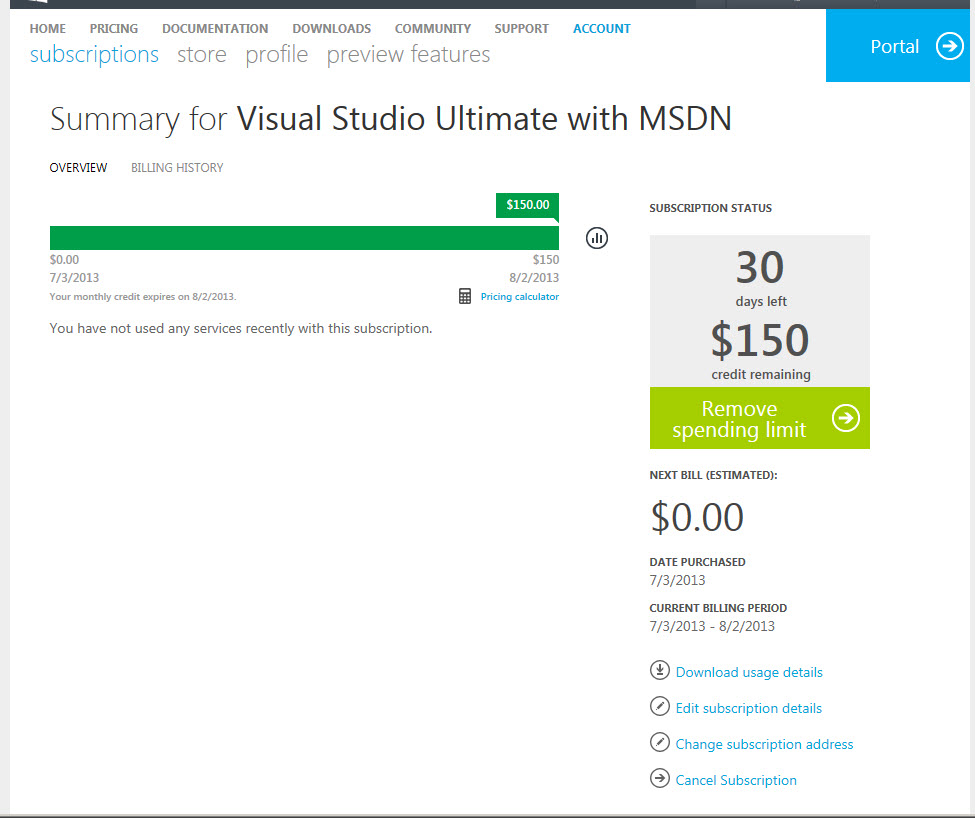 HOME PRICING DOCUMENTATION DOWNLOADS COMMUNITY SUPPORT ACCOUNT
subscriptions store profile preview features
Portal
Summary for Visual Studio Ultimate with MSDN
OVERVIEW BILLING HISTORY
$150.00
$0.00 $150
7/3/2013 8/2/2013
Your monthly credit expires on 8/2/2013. Pricing calculator
You have not used any services recently with this subscription.
SUBSCRIPTION STATUS
30
days left
$150
credit remaining
Remove
spending limit
NEXT BILL (ESTIMATED):
$0.00
DATE PURCHASED
7/3/2013
CURRENT BILLING PERIOD
7/3/2013 - 8/2/2013
Download usage details
Edit subscription details
Change subscription address
Cancel Subscription